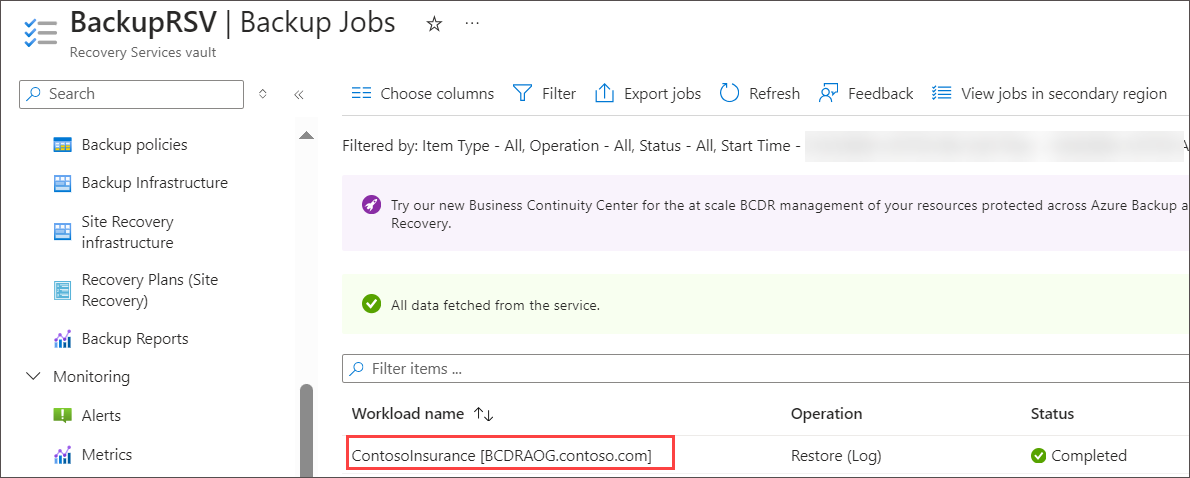 BackupRSV | Backup Jobs ☆ ...
Recovery Services vault
Search
Choose columns Filter Export jobs Refresh Feedback View jobs in secondary region
Backup policies
Backup Infrastructure
Site Recovery
infrastructure
Recovery Plans (Site
Recovery)
Backup Reports
Monitoring
Alerts
Metrics
Filtered by: Item Type - All, Operation - All, Status - All, Start Time -
Try our new Business Continuity Center for the at scale BCDR management of your resources protected across Azure Backup a
Recovery.
All data fetched from the service.
Filter items ...
Workload name ↑↓ Operation Status
ContosoInsurance [BCDRAOG.contoso.com] Restore (Log) Completed